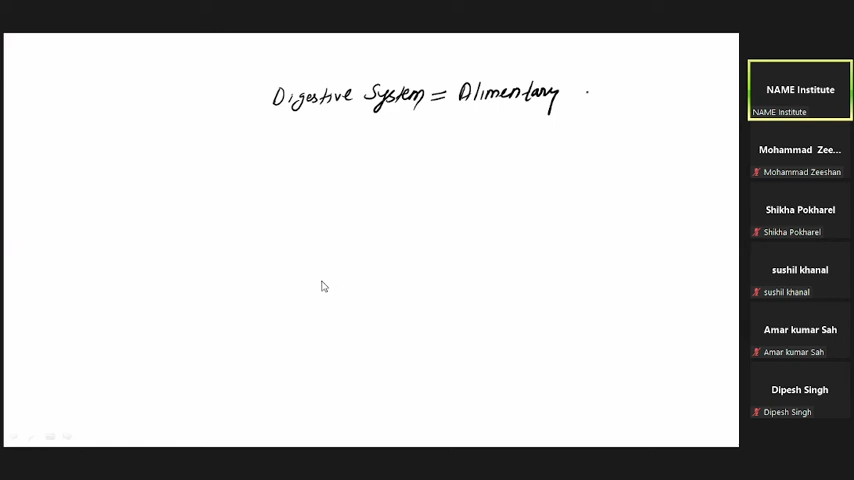 Digestive System = Alimentary
NAME Institute
NAME Institute
Mohammad Zee...
Mohammad Zeeshan
Shikha Pokharel
Shikha Pokharel
sushil khanal
sushil khanal
Amar kumar Sah
Amar kumar Sah
Dipesh Singh
Dipesh Singh